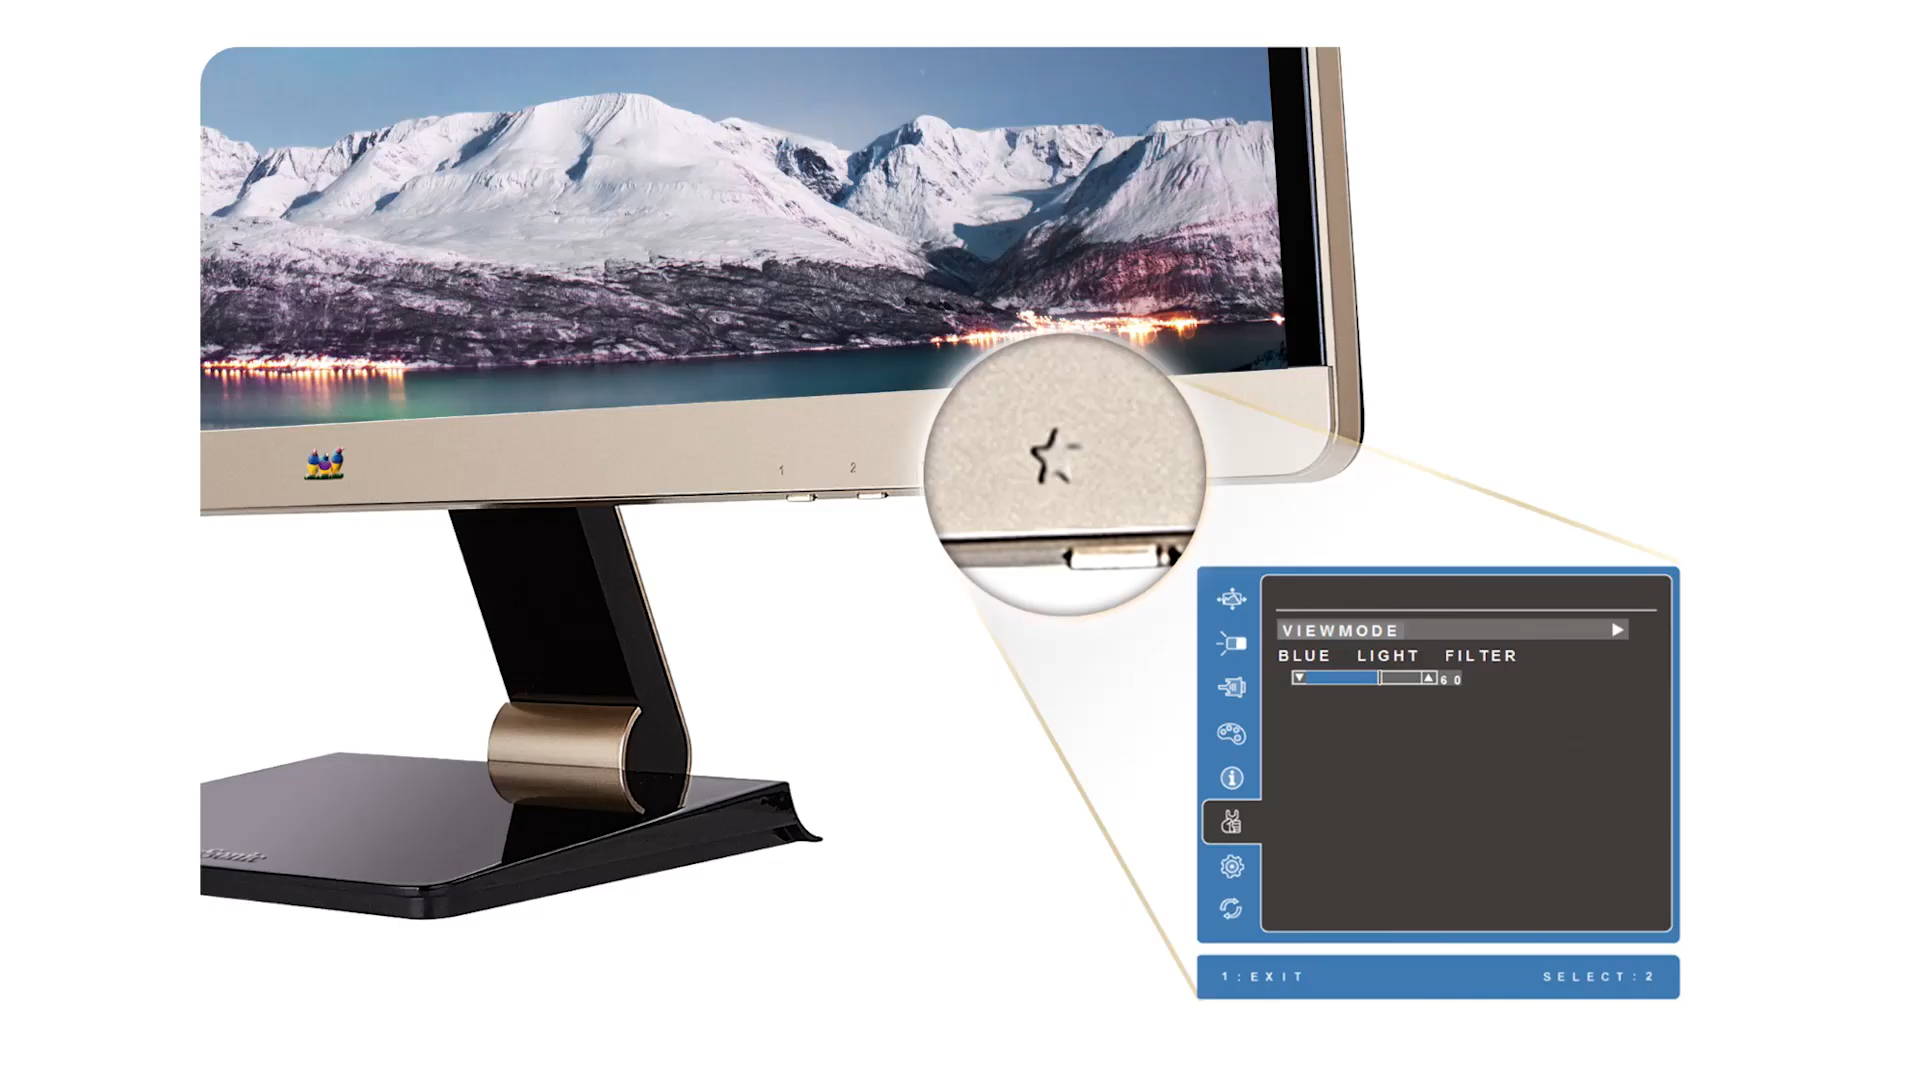 1 2
VIEWMODE
BLUE LIGHT FILTER
60
1:EXIT SELECT:2